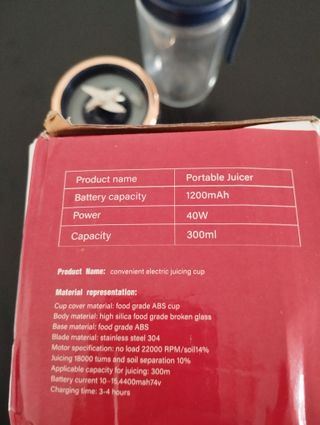 Product name Portable Juicer
Battery capacity 1200mAh
Power 40W
Capacity 300ml
Product Name: convenient electric juicing cup
Material representation:
Cup cover material: food grade ABS cup
Body material: high silica food grade broken glass
Base material: food grade ABS
Blade material: stainless steel 304
Motor specification: no load 22000 RPM/soil14%
Juicing 18000 turns and soil separation 10%
Applicable capacity for juicing: 300m
Battery current 10-15,4400mah74v
Charging time: 3-4 hours